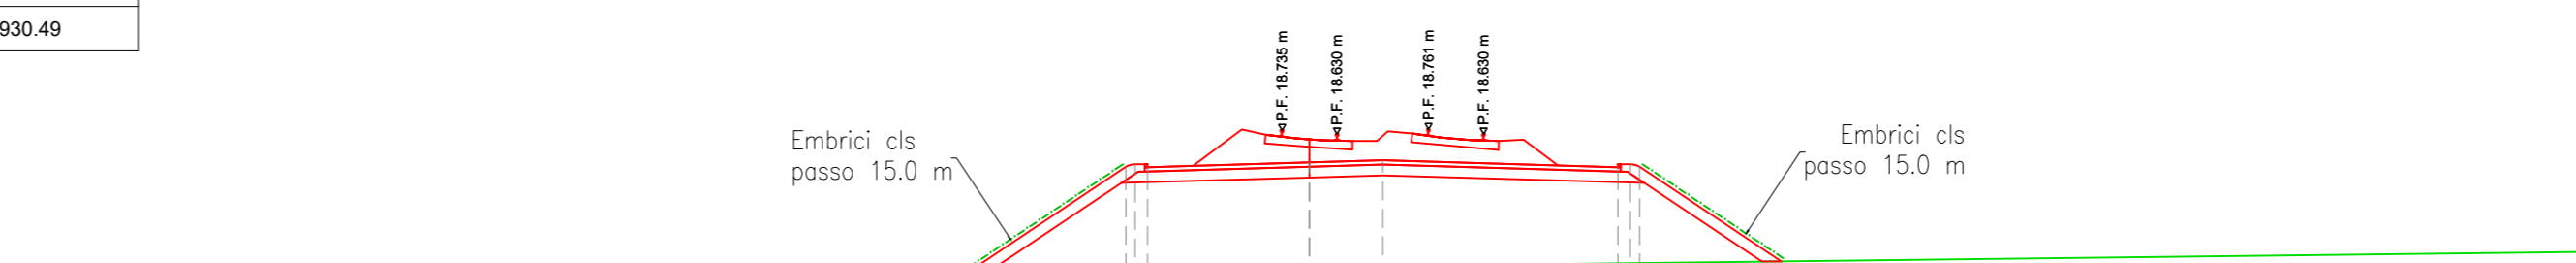 930.49
P.F. 18.735 m
P.F. 18.630 m
P.F. 18.761 m
P.F. 18.630 m
Embrici cls
passo 15.0 m
Embrici cls
passo 15.0 m